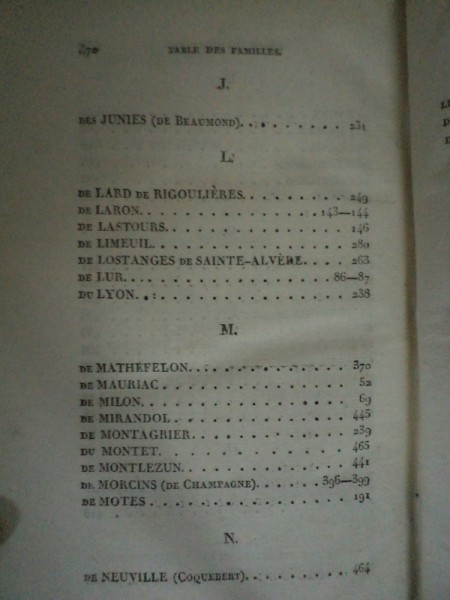 470 TABLE DES FAMILLES.
J.
DES JUNIES (DE BEAUMOND). . . . . . . . . 231
L.
DE LARD DE RIGOULIÈRES. . . . . . . . . 249
DE LARON. . . . . . . . . . . . . . 143—144
DE LASTOURS. . . . . . . . . . . . . . 146
DE LIMEUIL. . . . . . . . . . . . . . . 280
DE LOSTANGES DE SAINTE-ALVÈRE. . . . . 263
DE LUR. . . . . . . . . . . . . . . 86—87
DU LYON. . : . . . . . . . . . . . . . 238
M.
DE MATHEFELON. . . . . . . . . . . . . 370
DE MAURIAC . . . . . . . . . . . . . . 52
DE MILON. . . . . . . . . . . . . . . . 69
DE MIRANDOL . . . . . . . . . . . . . . 445
DE MONTAGRIER. . . . . . . . . . . . . 239
DU MONTET. . . . . . . . . . . . . . . 465
DE MONTLEZUN. . . . . . . . . . . . . . 441
DE MORCINS (DE CHAMPAGNE). . . . . 396—399
DE MOTES . . . . . . . . . . . . . . . 191
N.
DE NEUVILLE (COQUEBERT). . . . . . . . . 464